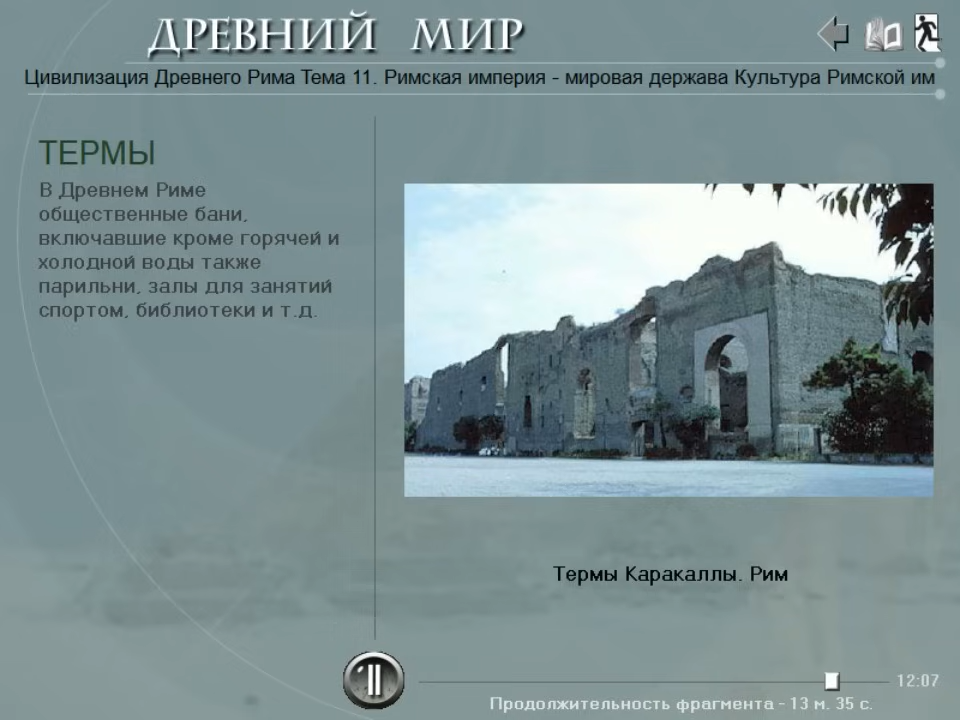 ДРЕВНИЙ МИР
Цивилизация Древнего Рима Тема 11. Римская империя - мировая держава Культура Римской им
ТЕРМЫ
В Древнем Риме
общественные бани,
включавшие кроме горячей и
холодной воды также
парильни, залы для занятий
спортом, библиотеки и т.д.
Термы Каракаллы. Рим
12:07
Продолжительность фрагмента - 13 м. 35 с.